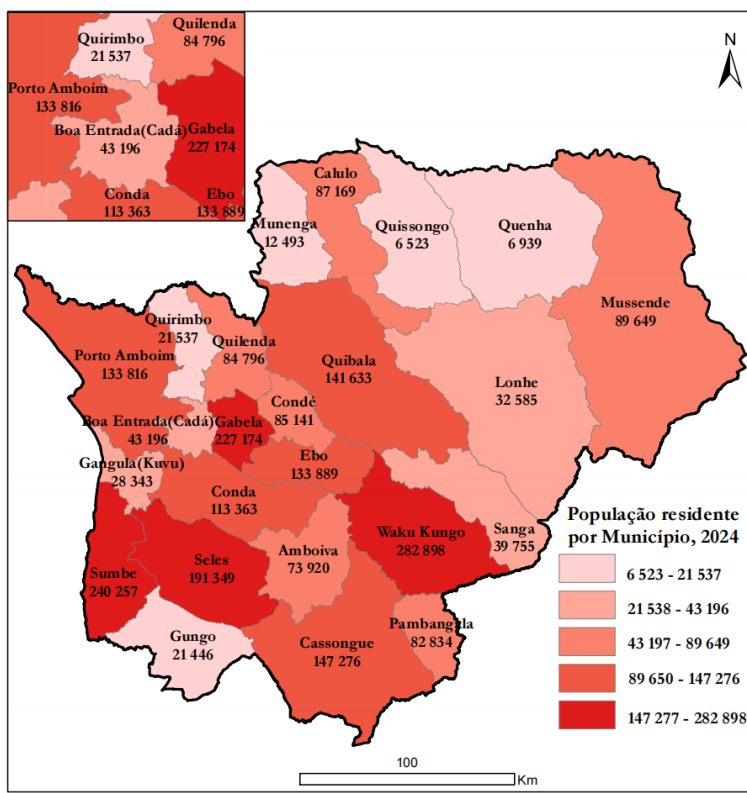 Quirimbo
21 537
Quilenda
84 796
Porto Amboim
133 816
Boa Entrada(Cadá)
43 196
Gabela
227 174
Conda
113 363
Ebo
133 889
N
Calulo
87 169
Munenga
12 493
Quissongo
6 523
Quenha
6 939
Mussende
89 649
Quirimbo
21 537
Porto Amboim
133 816
Quilenda
84 796
Quibala
141 633
Lonhe
32 585
Condé
85 141
Boa Entrada(Cadá)
43 196
Gabela
227 174
Gangula(Kuvu)
28 343
Ebo
133 889
Conda
113 363
Waku Kungo
282 898
Sanga
39 755
Amboiva
73 920
Seles
191 349
Sumbe
240 257
Gungo
21 446
Cassongue
147 276
Pambangala
82 834
População residente
por Município, 2024
6 523 - 21 537
21 538 - 43 196
43 197 - 89 649
89 650 - 147 276
147 277 - 282 898
100
Km